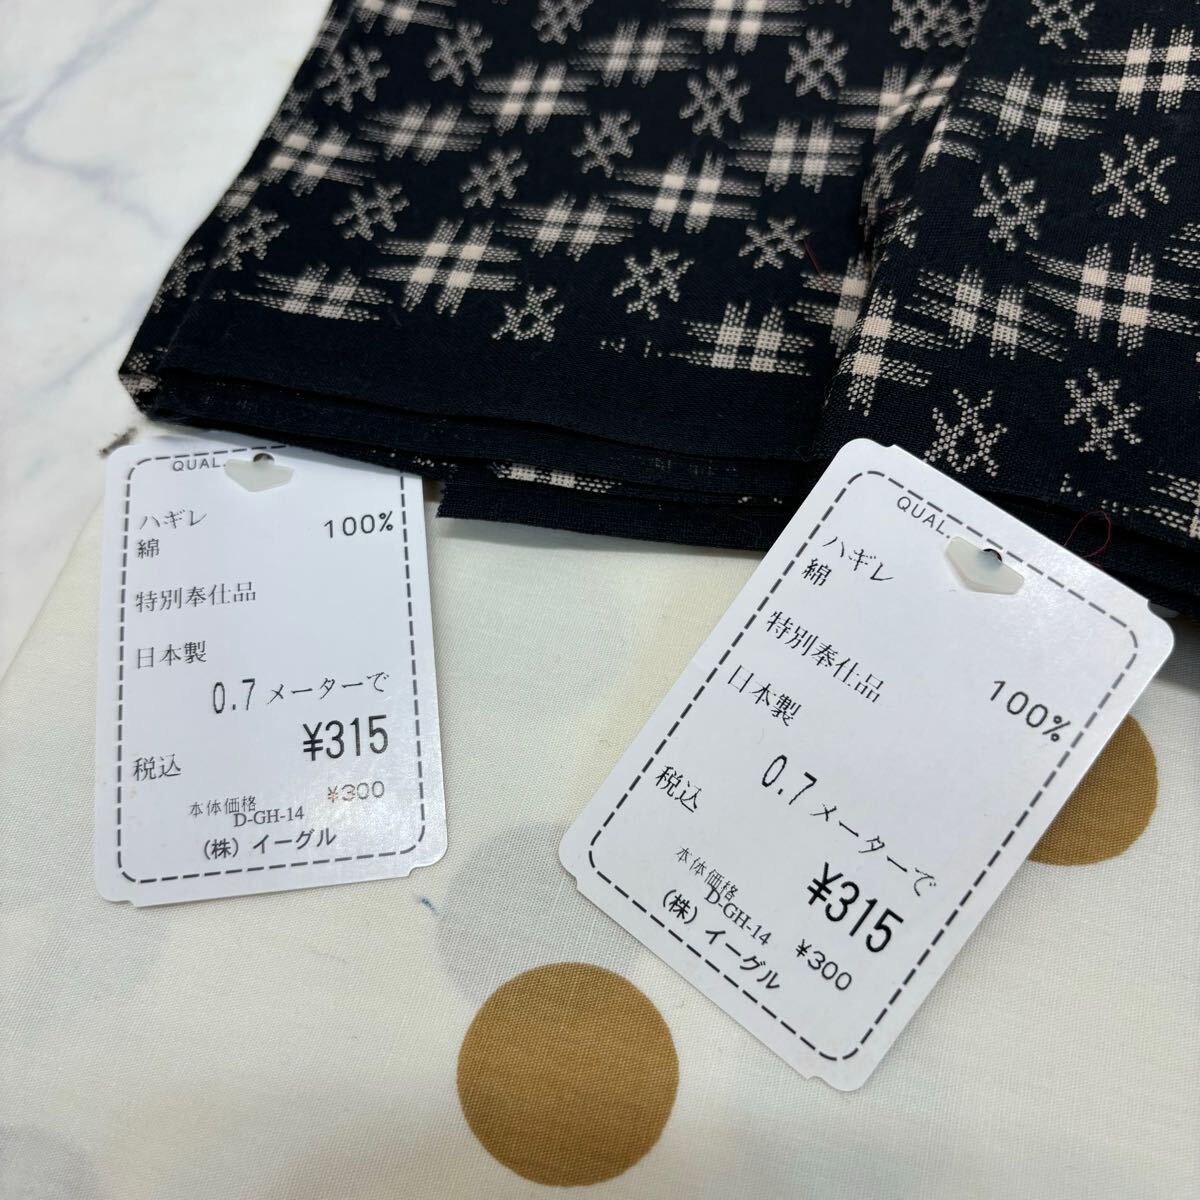 QUAL.
ハギレ
綿 100%
特別奉仕品
日本製
0.7メーターで
¥315
税込
本体価格 ¥300
D-GH-14
(株)イーグル
QUAL.
ハギレ
綿 100%
特別奉仕品
日本製
0.7メーターで
¥315
税込
本体価格 ¥300
D-GH-14
(株)イーグル